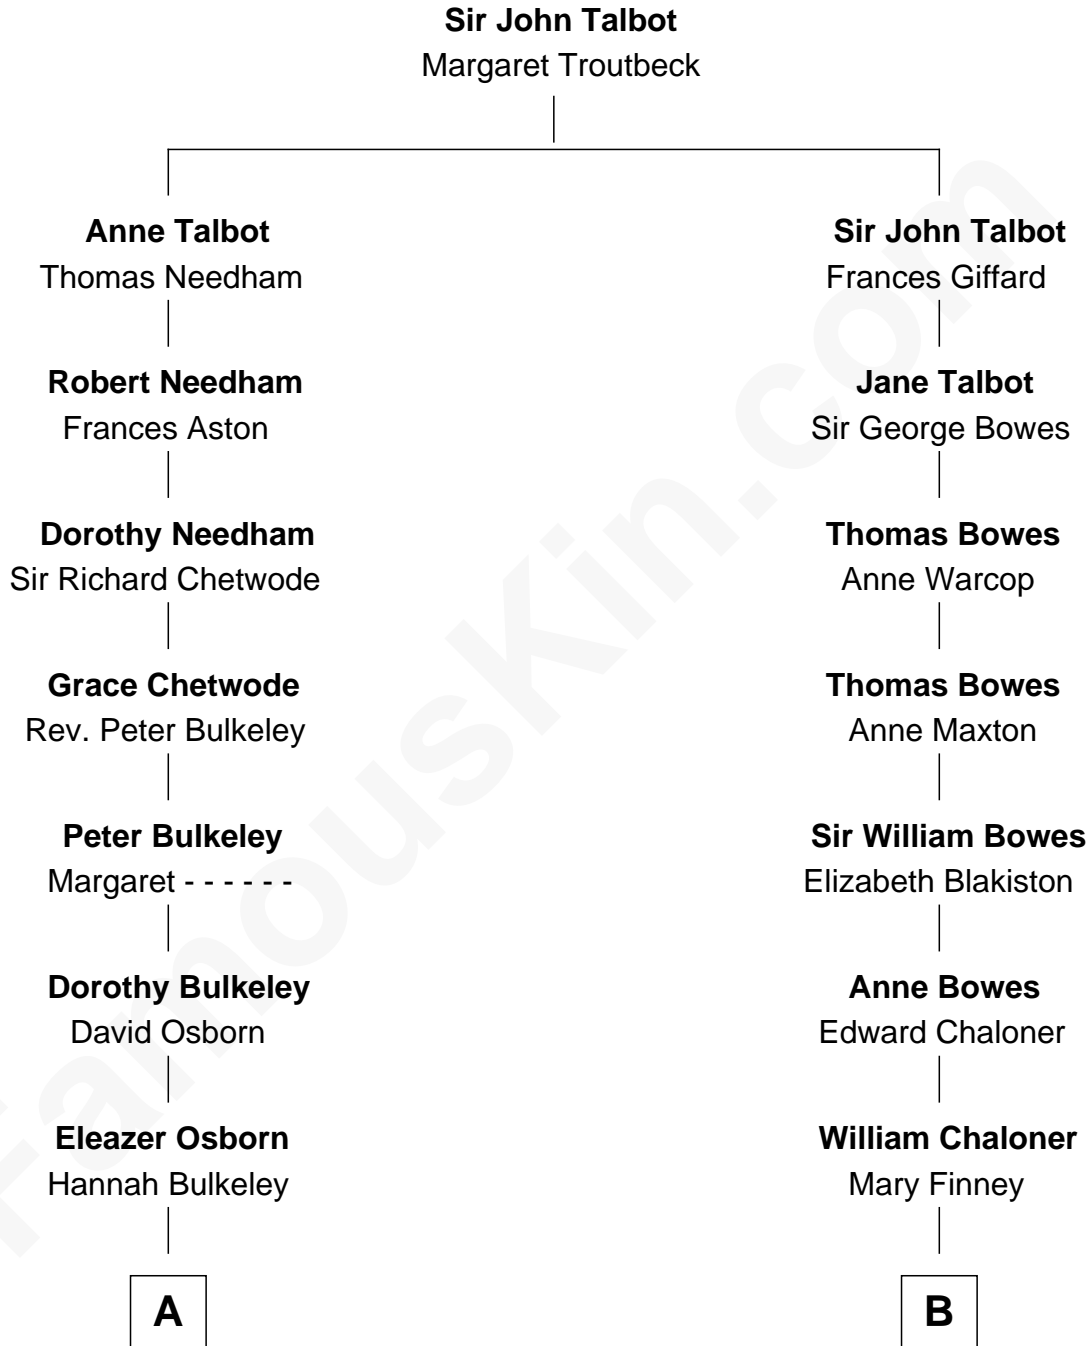 Sir John Talbot
Margaret Troutbeck
Anne Talbot
Thomas Needham
Sir John Talbot
Frances Giffard
Robert Needham
Frances Aston
Jane Talbot
Sir George Bowes
Dorothy Needham
Sir Richard Chetwode
Thomas Bowes
Anne Warcop
Grace Chetwode
Rev. Peter Bulkeley
Thomas Bowes
Anne Maxton
Peter Bulkeley
Margaret - - - - - -
Sir William Bowes
Elizabeth Blakiston
Dorothy Bulkeley
David Osborn
Anne Bowes
Edward Chaloner
Eleazer Osborn
Hannah Bulkeley
William Chaloner
Mary Finney
A
B
FamousKin.com